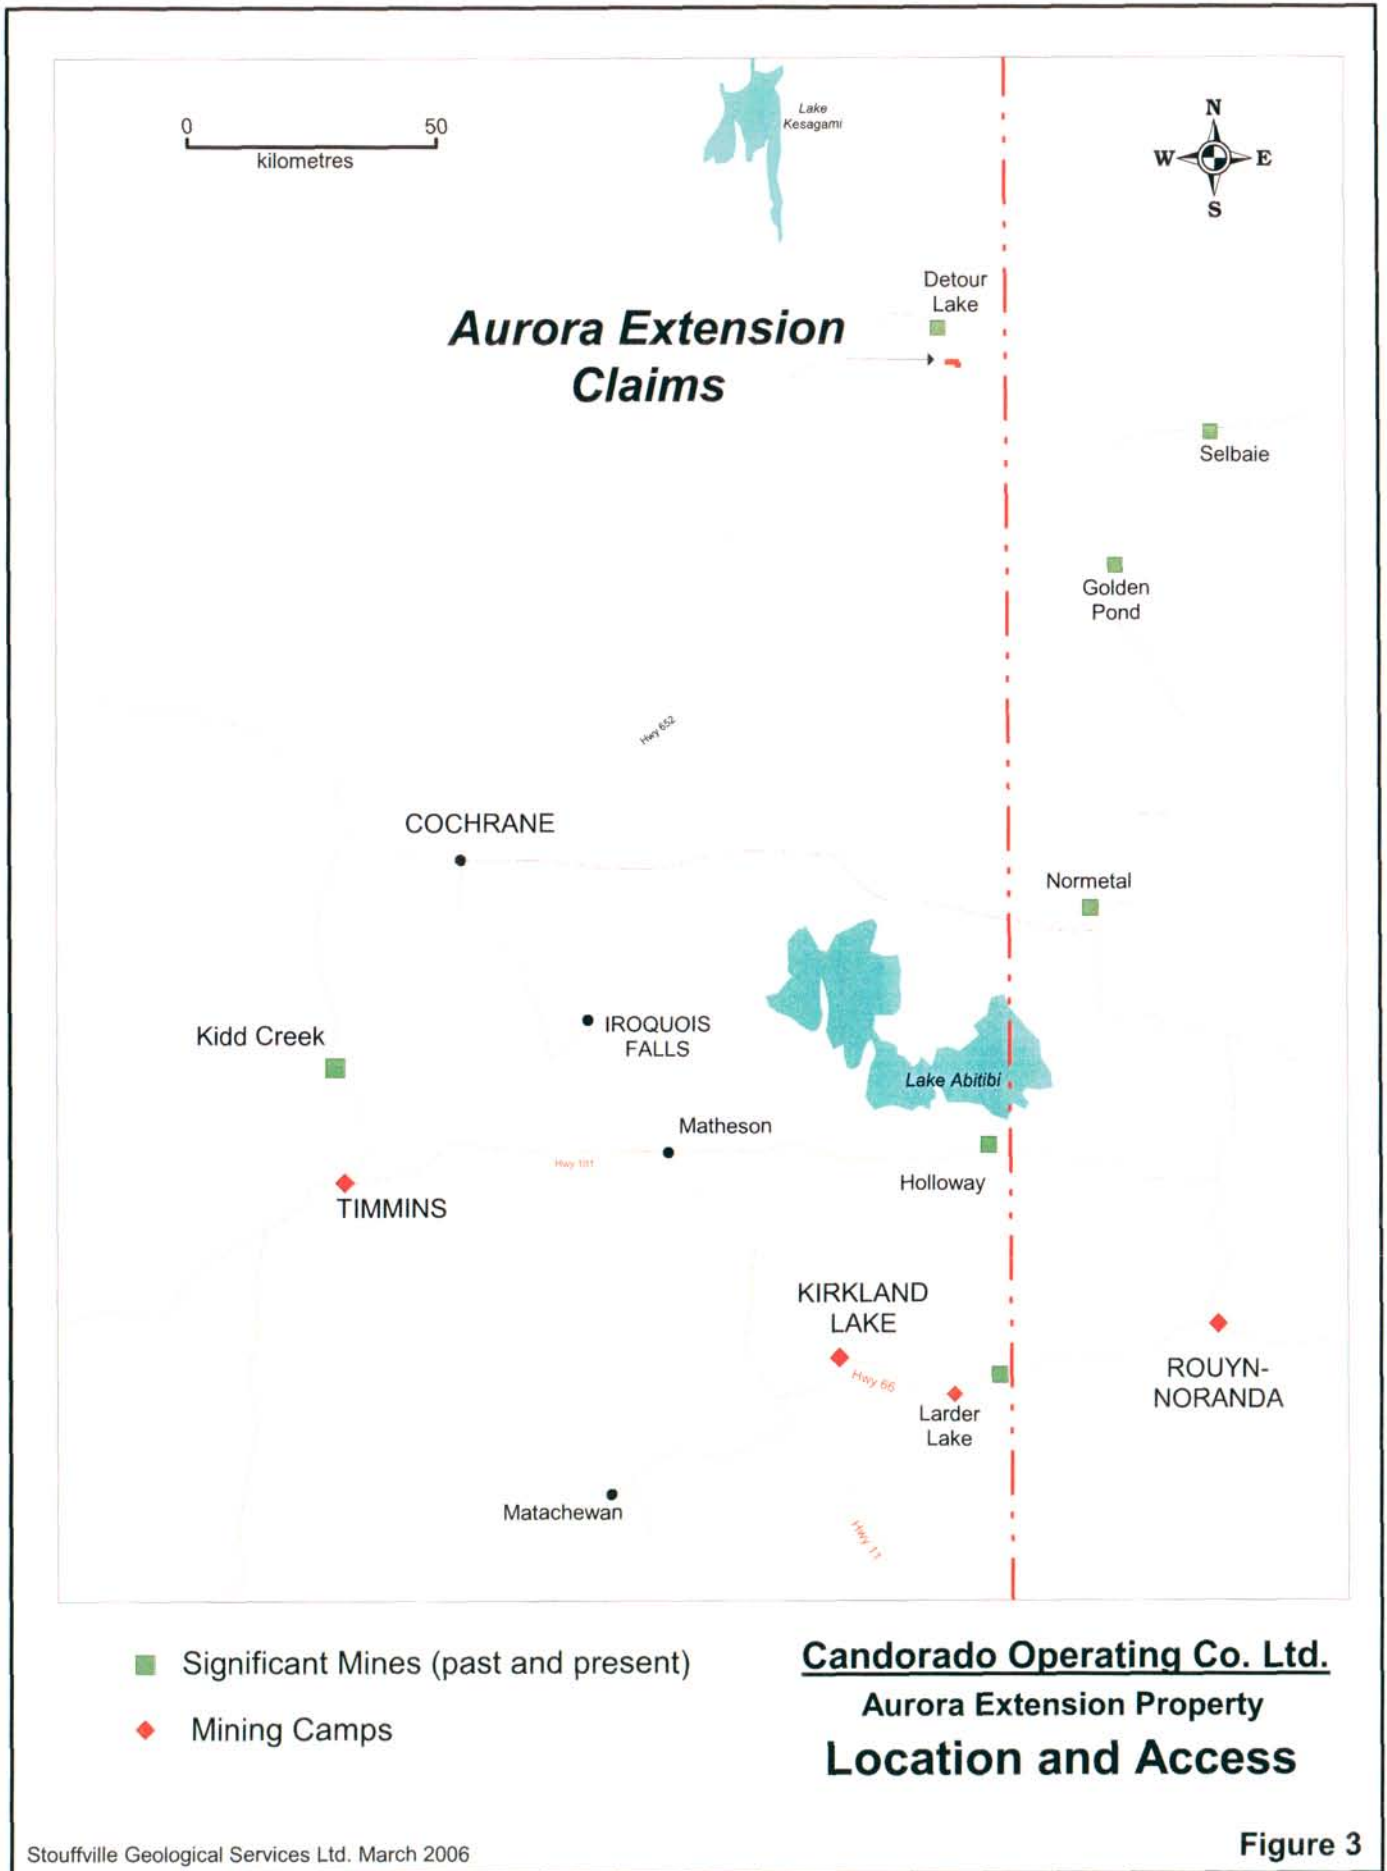 0 50
kilometres
Lake
Kesagami
N
W E
S
Detour
Lake
Aurora Extension
Claims
Selbaie
Golden
Pond
Hwy 652
COCHRANE
Normetal
IROQUOIS
FALLS
Kidd Creek
Lake Abitibi
Matheson
Hwy 101
Holloway
TIMMINS
KIRKLAND
LAKE
Hwy 66
ROUYN-
NORANDA
Larder
Lake
Matachewan
Hwy 11
Significant Mines (past and present)
Mining Camps
Candorado Operating Co. Ltd.
Aurora Extension Property
Location and Access
Stouffville Geological Services Ltd. March 2006
Figure 3